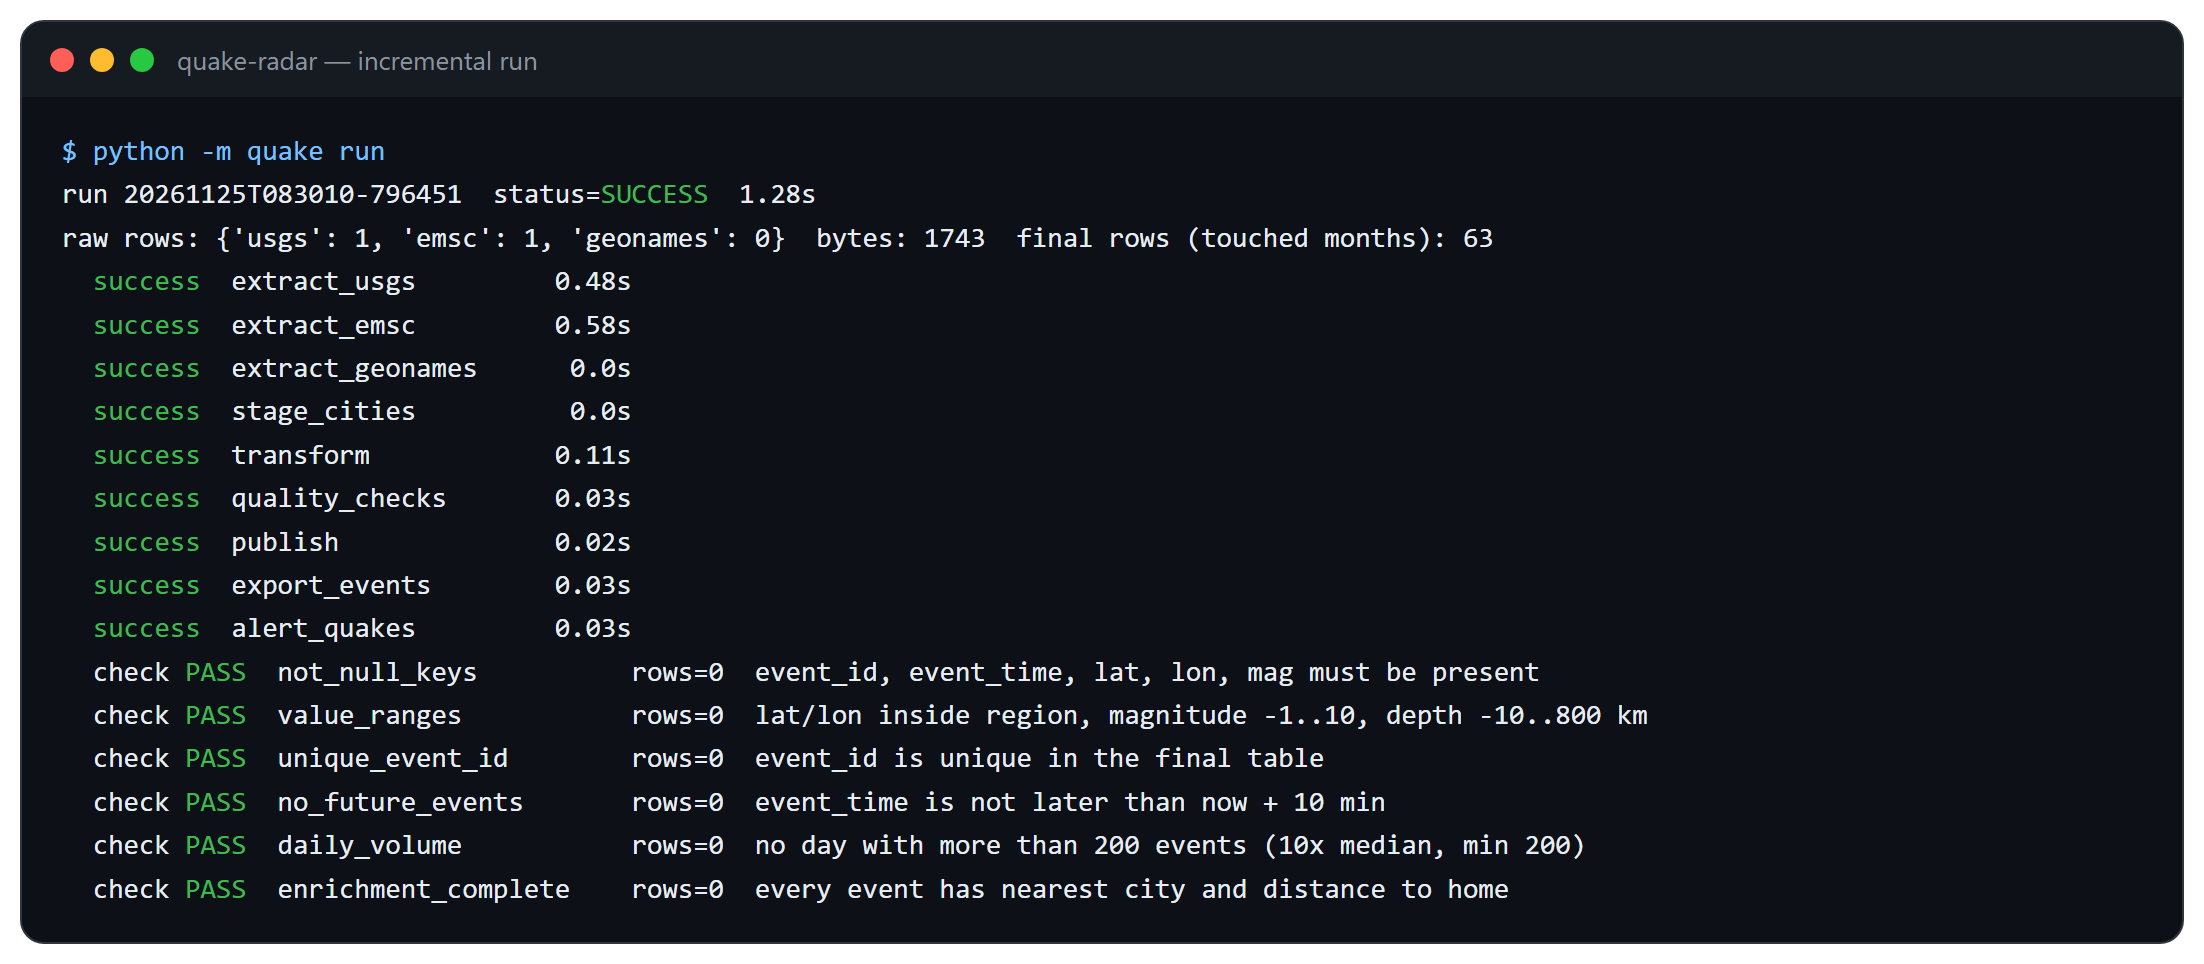 quake-radar — incremental run
$ python -m quake run
run 20261125T083010-796451  status=SUCCESS  1.28s
raw rows: {'usgs': 1, 'emsc': 1, 'geonames': 0}  bytes: 1743  final rows (touched months): 63
  success  extract_usgs         0.48s
  success  extract_emsc         0.58s
  success  extract_geonames      0.0s
  success  stage_cities          0.0s
  success  transform            0.11s
  success  quality_checks       0.03s
  success  publish              0.02s
  success  export_events        0.03s
  success  alert_quakes         0.03s
  check PASS  not_null_keys          rows=0  event_id, event_time, lat, lon, mag must be present
  check PASS  value_ranges           rows=0  lat/lon inside region, magnitude -1..10, depth -10..800 km
  check PASS  unique_event_id        rows=0  event_id is unique in the final table
  check PASS  no_future_events       rows=0  event_time is not later than now + 10 min
  check PASS  daily_volume           rows=0  no day with more than 200 events (10x median, min 200)
  check PASS  enrichment_complete    rows=0  every event has nearest city and distance to home